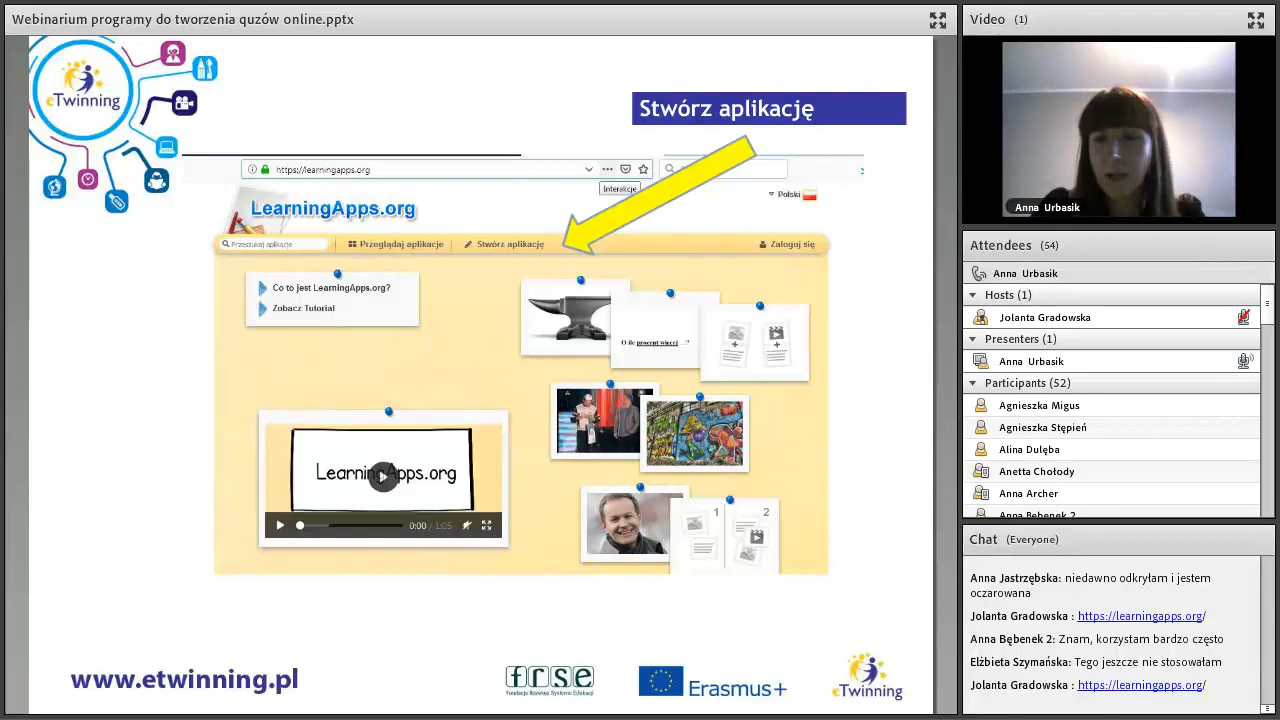 Webinarium programy do tworzenia quzów online.pptx
eTwinning
Stwórz aplikację
https://learningapps.org
Interakcje
Polski
LearningApps.org
Przeszukaj aplikacje
Przeglądaj aplikacje
Stwórz aplikację
Zaloguj się
Co to jest LearningApps.org?
Zobacz Tutorial
O ile procent więcej ...?
LearningApps.org
0:00 / 1:05
1
2
www.etwinning.pl
frse
Fundacja Rozwoju Systemu Edukacji
Erasmus+
eTwinning
Video (1)
Anna Urbasik
Attendees (54)
Anna Urbasik
Hosts (1)
Jolanta Gradowska
Presenters (1)
Anna Urbasik
Participants (52)
Agnieszka Migus
Agnieszka Stępień
Alina Dulęba
Anetta Chołody
Anna Archer
Anna Bębenek 2
Chat (Everyone)
Anna Jastrzębska: niedawno odkryłam i jestem
oczarowana
Jolanta Gradowska : https://learningapps.org/
Anna Bębenek 2: Znam, korzystam bardzo często
Elżbieta Szymańska: Tego jeszcze nie stosowałam
Jolanta Gradowska : https://learningapps.org/